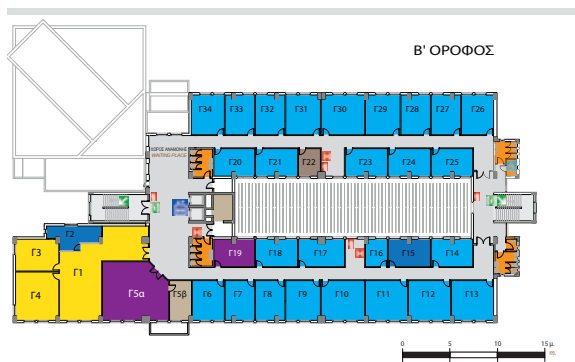 Β' ΟΡΟΦΟΣ
Γ34 Γ33 Γ32 Γ31 Γ30 Γ29 Γ28 Γ27 Γ26
ΧΩΡΟΣ ΑΝΑΜΟΝΗΣ
WAITING PLACE
Γ20 Γ21 Γ22 Γ23 Γ24 Γ25
Γ2
Γ3 Γ19 Γ18 Γ17 Γ16 Γ15 Γ14
Γ1
Γ4 Γ5α Γ5β Γ6 Γ7 Γ8 Γ9 Γ10 Γ11 Γ12 Γ13
0 5 10 15 μ.
m.